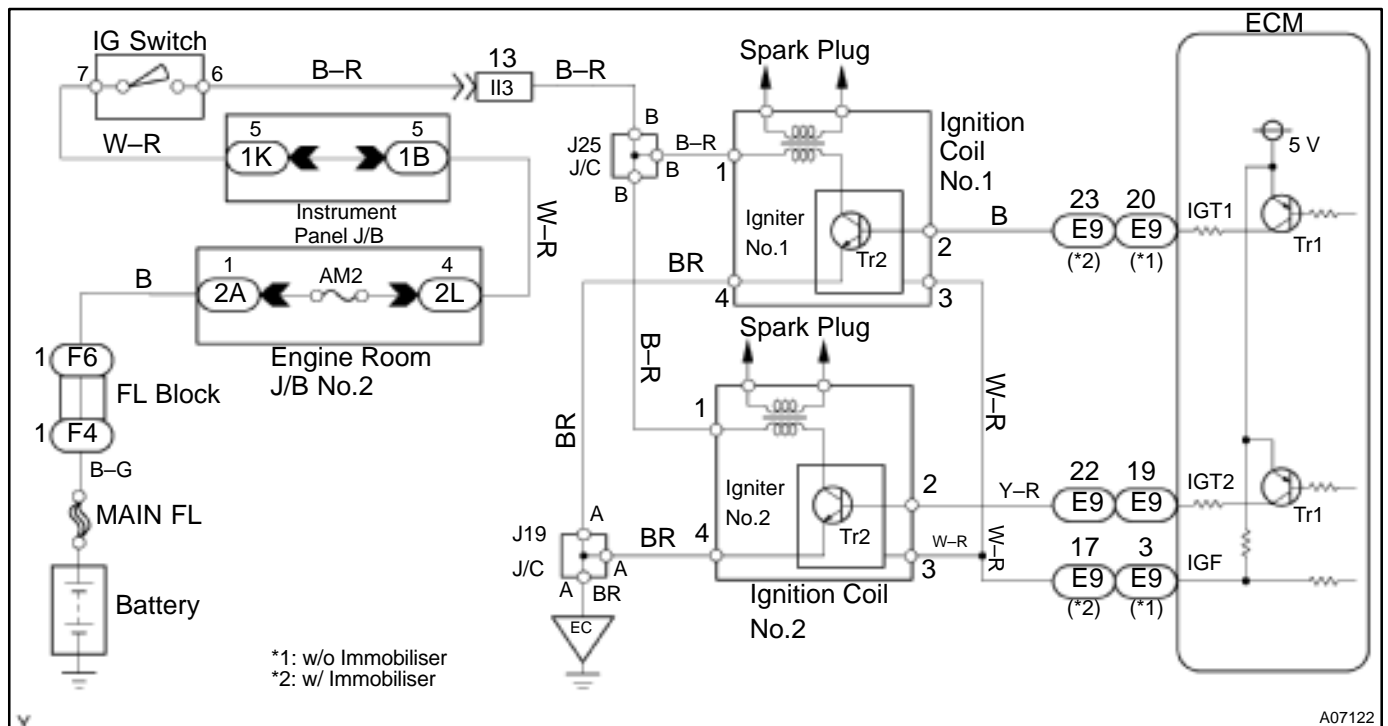 ECM
IG Switch
7
6
B–R
13
II3
B–R
Spark Plug
W–R
5
1K
5
1B
Instrument
Panel J/B
W–R
B
J25
J/C
B
B
B–R
1
Ignition
Coil
No.1
Igniter
No.1
Tr2
2
B
23
E9
(*2)
20
E9
(*1)
IGT1
5 V
Tr1
B
1
2A
AM2
4
2L
Engine Room
J/B No.2
BR
4
3
1
F6
FL Block
1
F4
B–G
MAIN FL
Battery
B–R
BR
Spark Plug
1
Igniter
No.2
Tr2
2
Y–R
22
E9
19
E9
IGT2
Tr1
W–R
J19
J/C
A
A
A
BR
BR
4
3
W–R
W–R
17
E9
(*2)
3
E9
(*1)
IGF
Ignition Coil
No.2
EC
*1: w/o Immobiliser
*2: w/ Immobiliser
Y
A07122